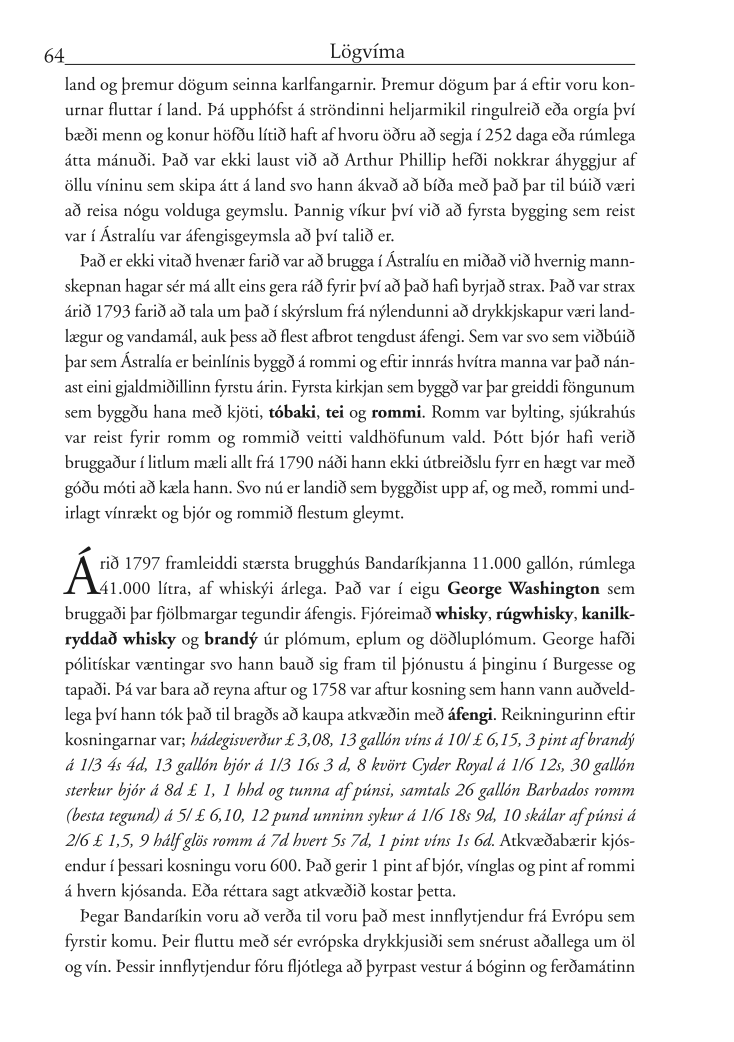 64
Lögvíma
land og þremur dögum seinna karlfangarnir. Þremur dögum þar á eftir voru kon-
urnar fluttar í land. Þá upphófst á ströndinni heljarmikil ringulreið eða orgía því
bæði menn og konur höfðu lítið haft af hvoru öðru að segja í 252 daga eða rúmlega
átta mánuði. Það var ekki laust við að Arthur Phillip hefði nokkrar áhyggjur af
öllu víninu sem skipa átt á land svo hann ákvað að bíða með það þar til búið væri
að reisa nógu volduga geymslu. Þannig víkur því við að fyrsta bygging sem reist
var í Ástralíu var áfengisgeymsla að því talið er.
Það er ekki vitað hvenær farið var að brugga í Ástralíu en miðað við hvernig mann-
skepnan hagar sér má allt eins gera ráð fyrir því að það hafi byrjað strax. Það var strax
árið 1793 farið að tala um það í skýrslum frá nýlendunni að drykkjskapur væri land-
lægur og vandamál, auk þess að flest afbrot tengdust áfengi. Sem var svo sem viðbúið
þar sem Ástralía er beinlínis byggð á rommi og eftir innrás hvítra manna var það nán-
ast eini gjaldmiðillinn fyrstu árin. Fyrsta kirkjan sem byggð var þar greiddi föngunum
sem byggðu hana með kjöti, tóbaki, tei og rommi. Romm var bylting, sjúkrahús
var reist fyrir romm og rommið veitti valdhöfunum vald. Þótt bjór hafi verið
bruggaður í litlum mæli allt frá 1790 náði hann ekki útbreiðslu fyrr en hægt var með
góðu móti að kæla hann. Svo nú er landið sem byggðist upp af, og með, rommi und-
irlagt vínrækt og bjór og rommið flestum gleymt.
Árið 1797 framleiddi stærsta brugghús Bandaríkjanna 11.000 gallón, rúmlega
41.000 lítra, af whiskýi árlega. Það var í eigu George Washington sem
bruggaði þar fjölbmargar tegundir áfengis. Fjóreimað whisky, rúgwhisky, kanilk-
ryddað whisky og brandý úr plómum, eplum og döðluplómum. George hafði
pólitískar væntingar svo hann bauð sig fram til þjónustu á þinginu í Burgesse og
tapaði. Þá var bara að reyna aftur og 1758 var aftur kosning sem hann vann auðveld-
lega því hann tók það til bragðs að kaupa atkvæðin með áfengi. Reikningurinn eftir
kosningarnar var; hádegisverður £ 3,08, 13 gallón víns á 10/ £ 6,15, 3 pint af brandý
á 1/3 4s 4d, 13 gallón bjór á 1/3 16s 3 d, 8 kvört Cyder Royal á 1/6 12s, 30 gallón
sterkur bjór á 8d £ 1, 1 hhd og tunna af púnsi, samtals 26 gallón Barbados romm
(besta tegund) á 5/ £ 6,10, 12 pund unninn sykur á 1/6 18s 9d, 10 skálar af púnsi á
2/6 £ 1,5, 9 hálf glös romm á 7d hvert 5s 7d, 1 pint víns 1s 6d. Atkvæðabærir kjós-
endur í þessari kosningu voru 600. Það gerir 1 pint af bjór, vínglas og pint af rommi
á hvern kjósanda. Eða réttara sagt atkvæðið kostar þetta.
Þegar Bandaríkin voru að verða til voru það mest innflytjendur frá Evrópu sem
fyrstir komu. Þeir fluttu með sér evrópska drykkjusiði sem snérust aðallega um öl
og vín. Þessir innflytjendur fóru fljótlega að þyrpast vestur á bóginn og ferðamátinn